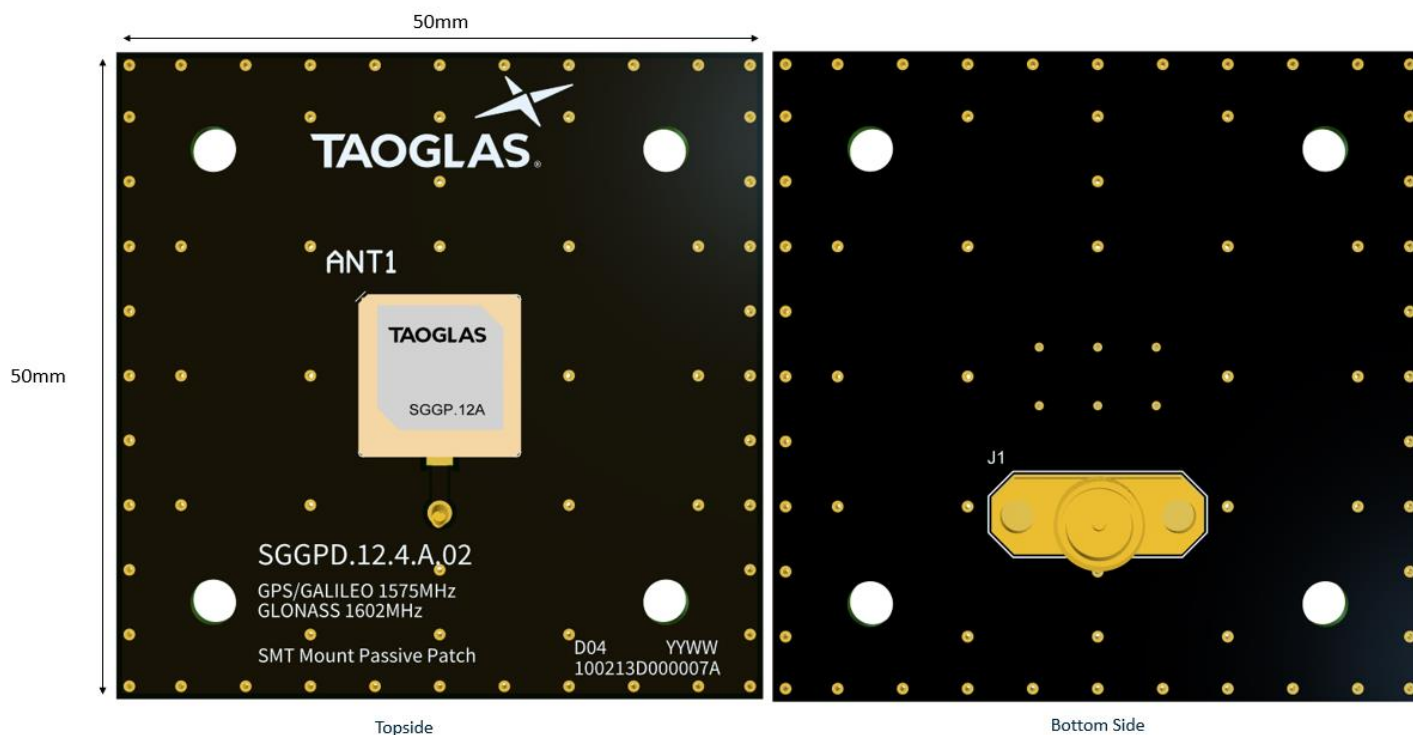 50mm
50mm
TAOGLAS®
ANT1
TAOGLAS
SGGP.12A
SGGPD.12.4.A.02
GPS/GALILEO 1575MHz
GLONASS 1602MHz
SMT Mount Passive Patch
D04 YYWW
100213D000007A
Topside
J1
Bottom Side